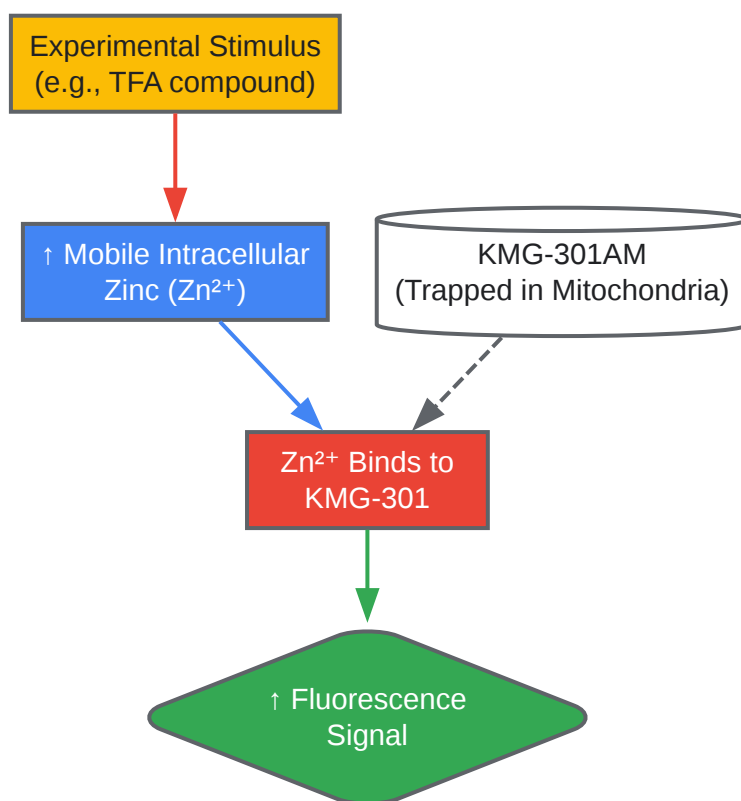 Experimental Stimulus
(e.g., TFA compound)
↑ Mobile Intracellular
Zinc (Zn²⁺)
KMG-301AM
(Trapped in Mitochondria)
Zn²⁺ Binds to
KMG-301
↑ Fluorescence
Signal